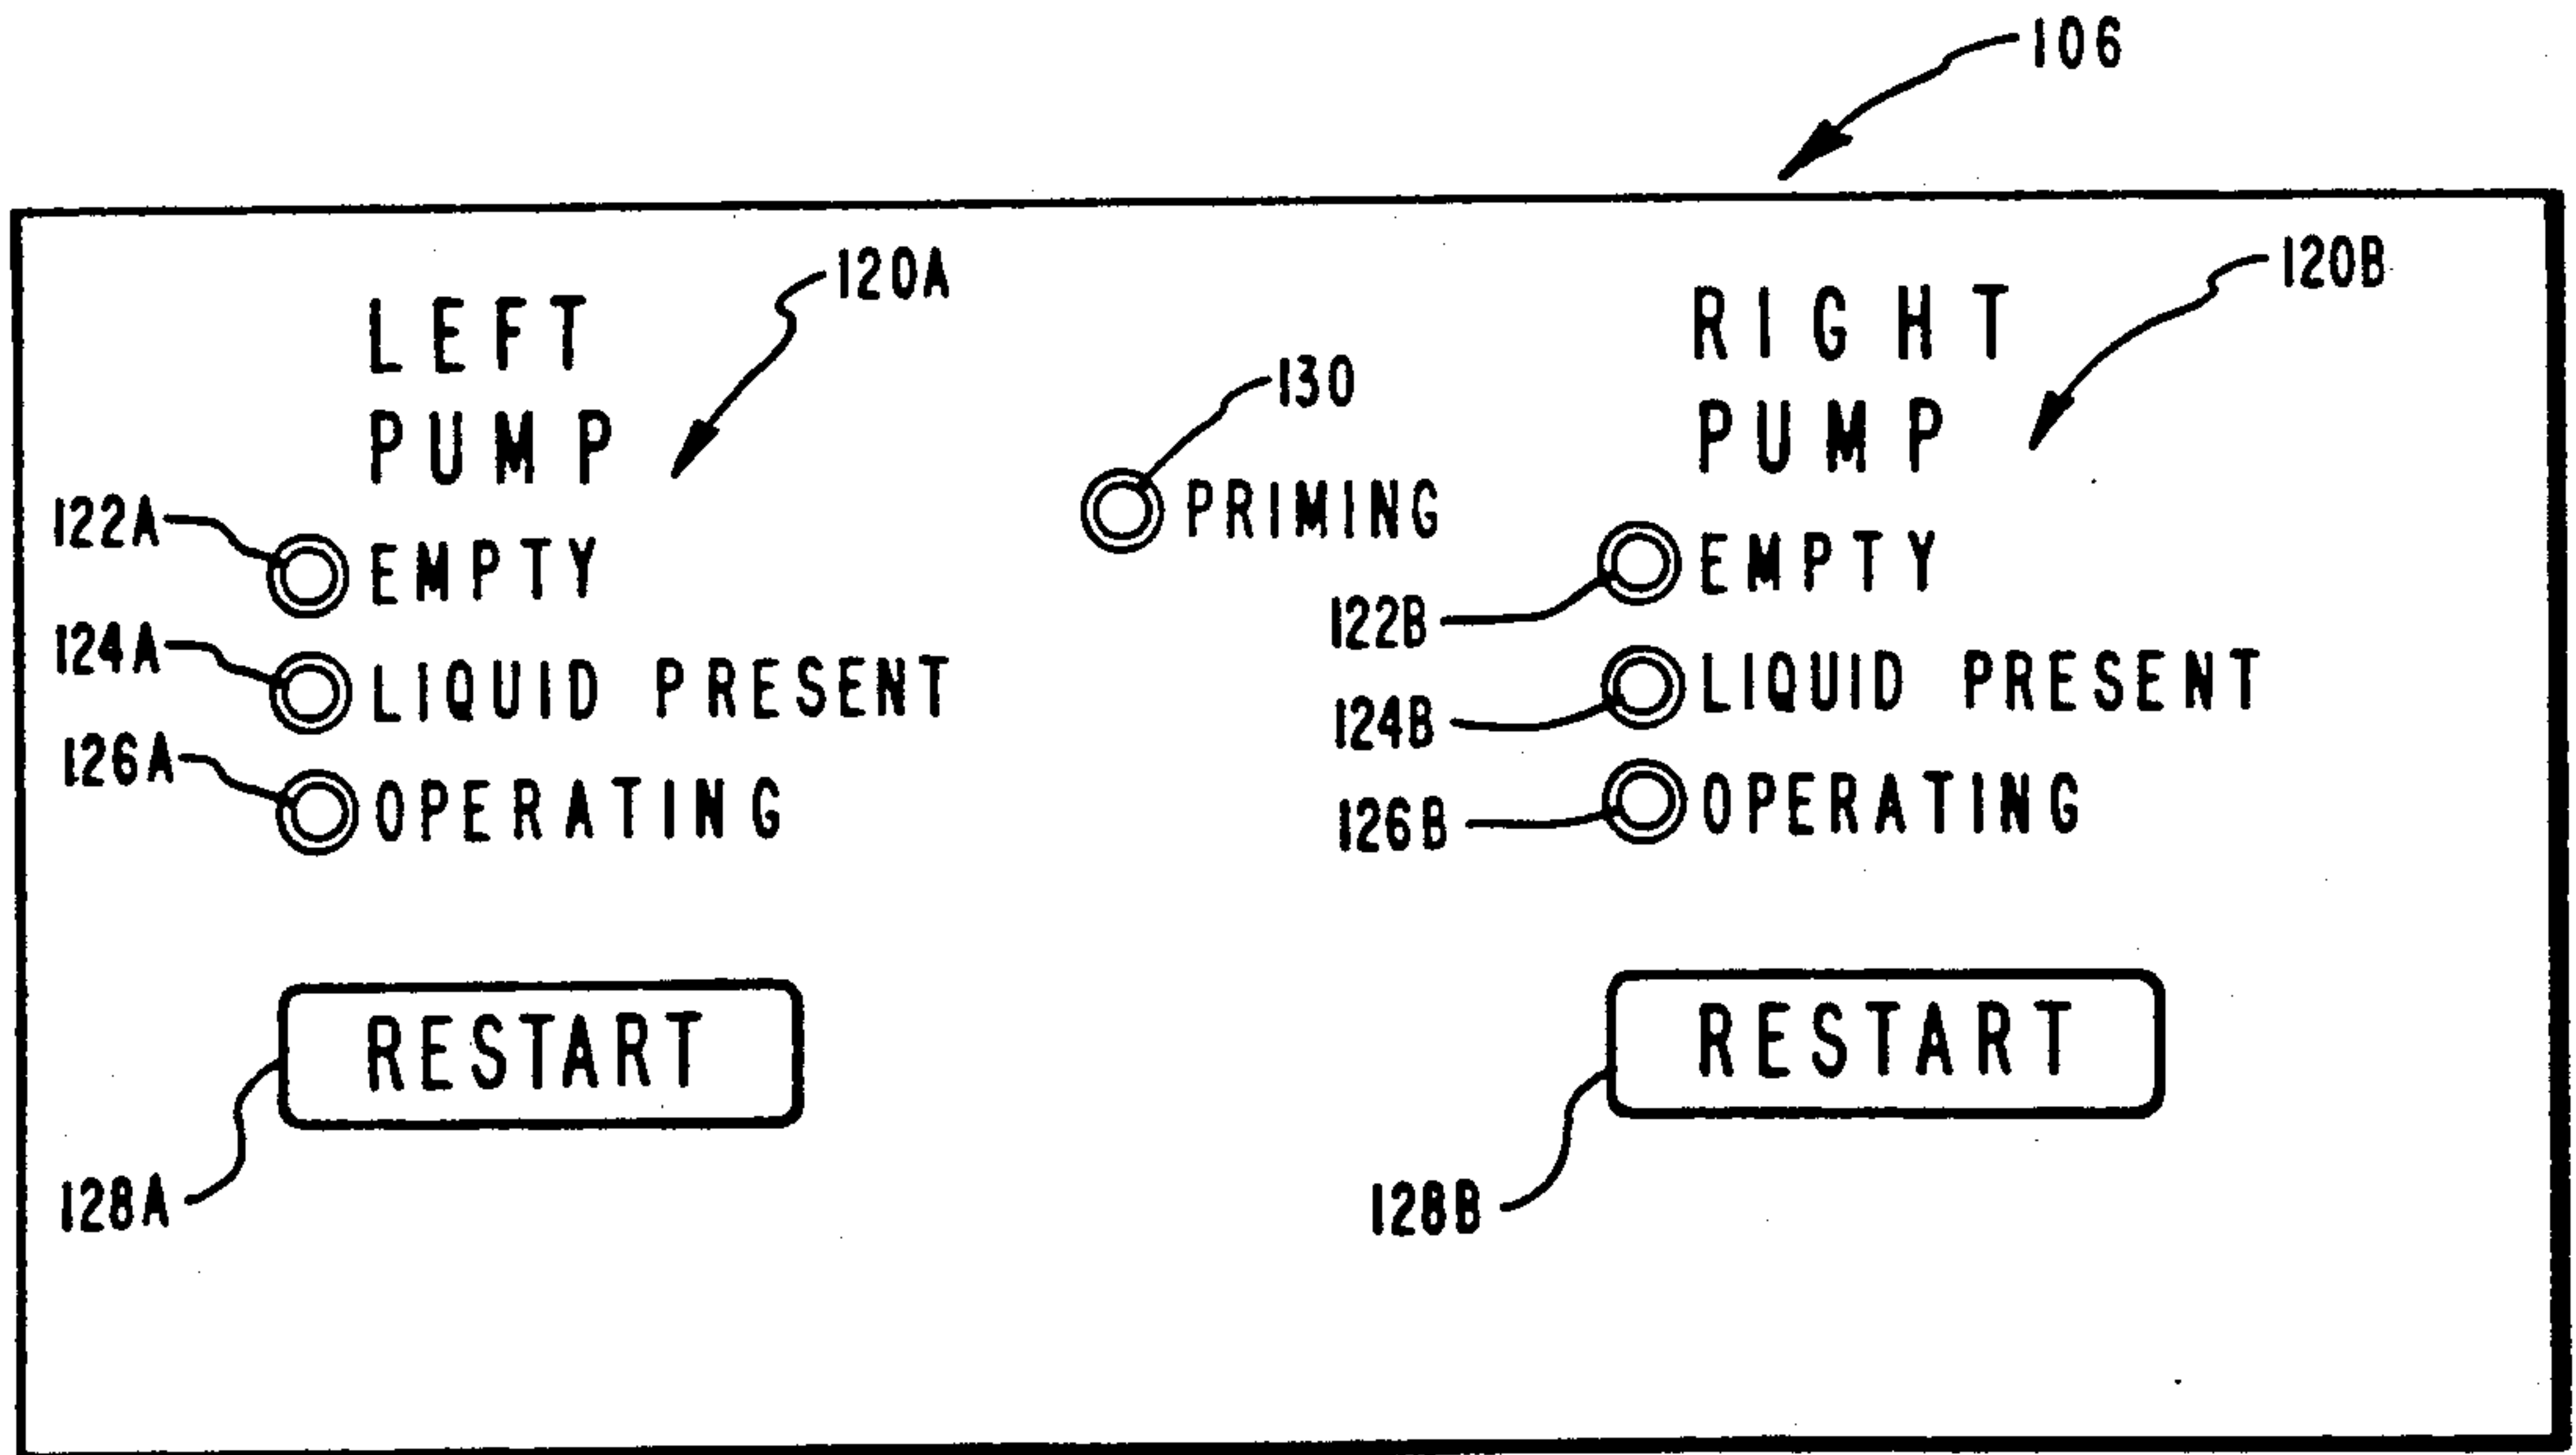 106
120A
LEFT
PUMP
122A
EMPTY
124A
LIQUID PRESENT
126A
OPERATING
RESTART
128A
130
PRIMING
120B
RIGHT
PUMP
122B
EMPTY
124B
LIQUID PRESENT
126B
OPERATING
RESTART
128B